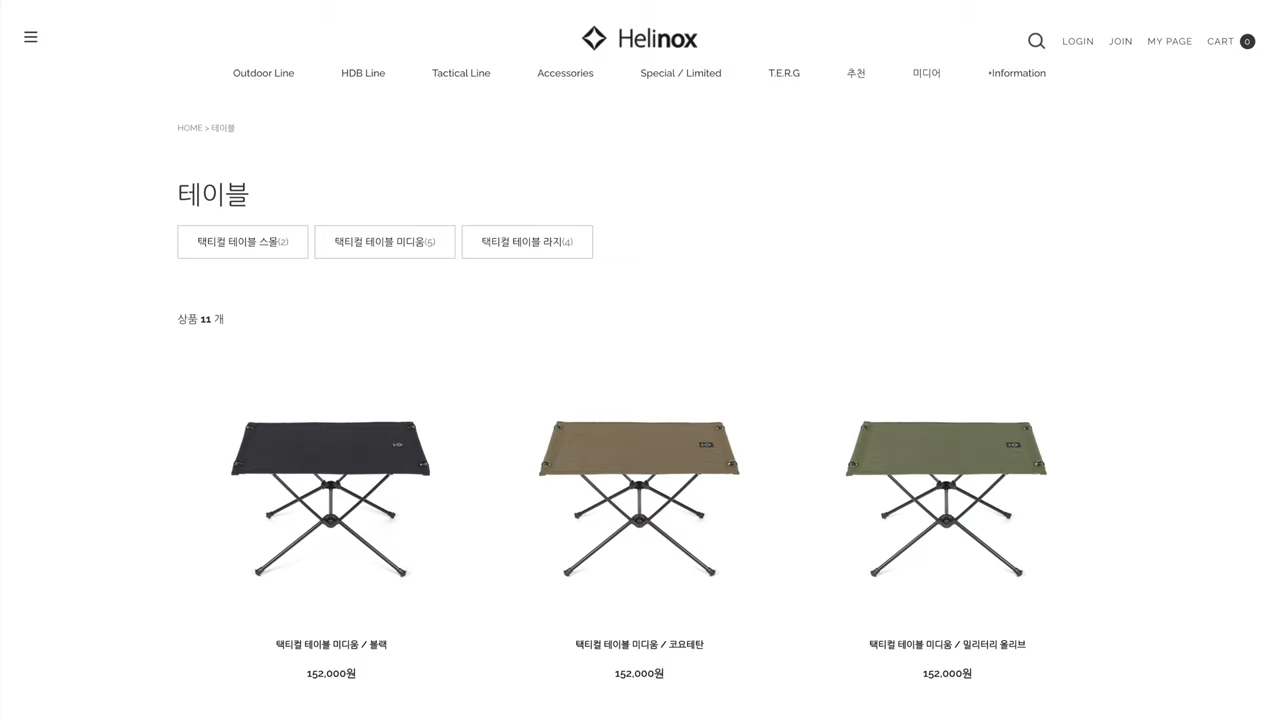 Helinox
LOGIN JOIN MY PAGE CART 0
Outdoor Line HDB Line Tactical Line Accessories Special / Limited T.E.R.G 추천 미디어 +Information
HOME > 테이블
테이블
택티컬 테이블 스몰(2) 택티컬 테이블 미디움(5) 택티컬 테이블 라지(4)
상품 11 개
택티컬 테이블 미디움 / 블랙
152,000원
택티컬 테이블 미디움 / 코요테탄
152,000원
택티컬 테이블 미디움 / 밀리터리 올리브
152,000원